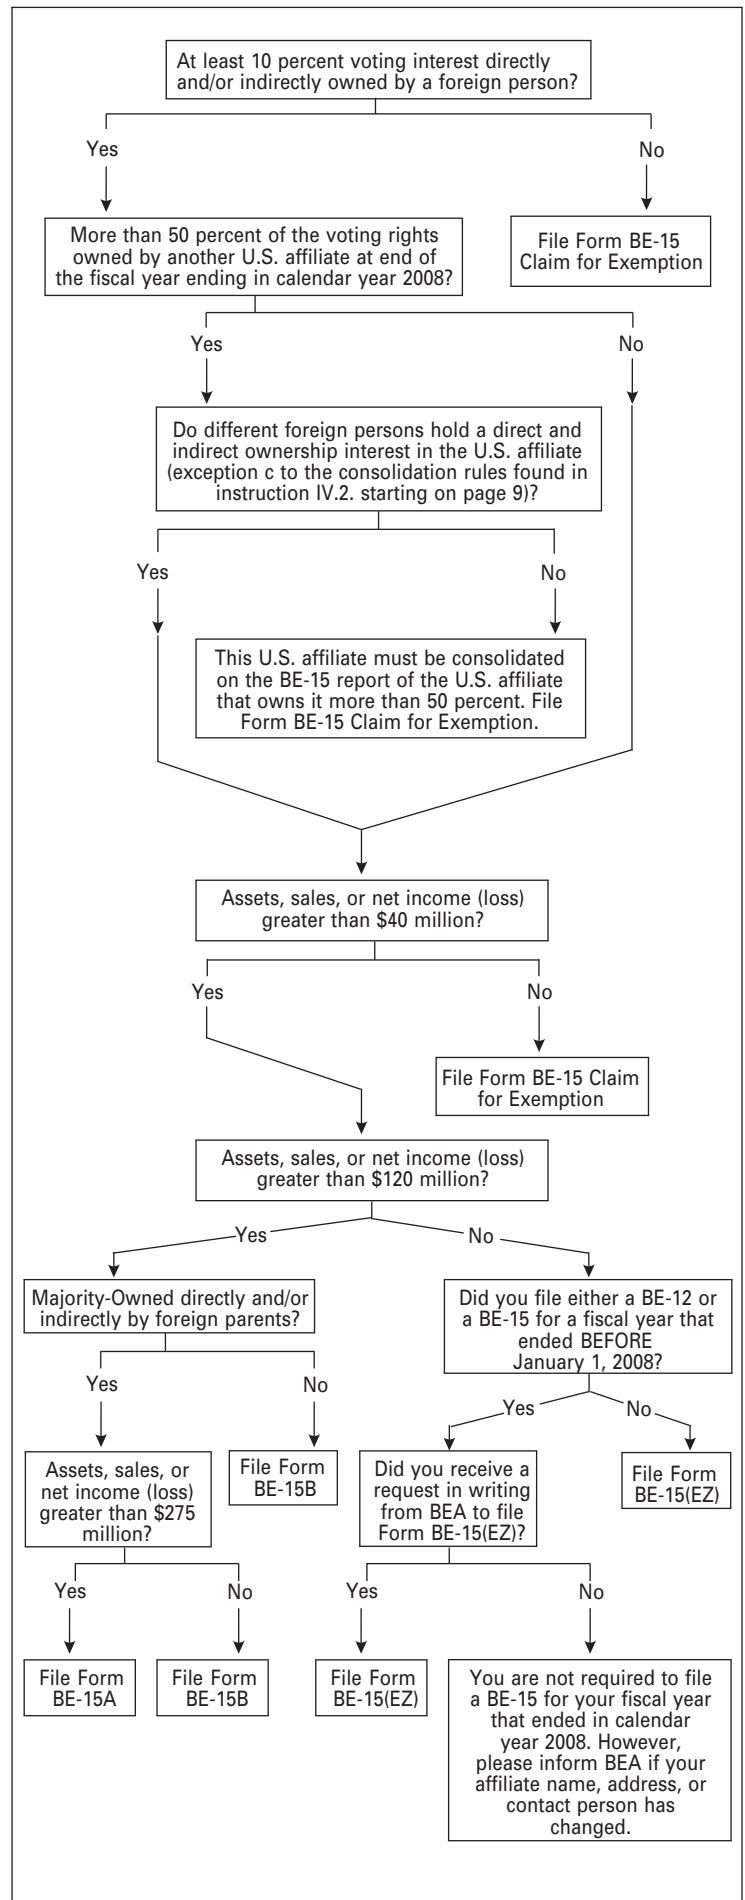 At least 10 percent voting interest directly
and/or indirectly owned by a foreign person?
Yes
No
More than 50 percent of the voting rights
owned by another U.S. affiliate at end of
the fiscal year ending in calendar year 2008?
File Form BE-15
Claim for Exemption
Yes
No
Do different foreign persons hold a direct and
indirect ownership interest in the U.S. affiliate
(exception c to the consolidation rules found in
instruction IV.2. starting on page 9)?
Yes
No
This U.S. affiliate must be consolidated
on the BE-15 report of the U.S. affiliate
that owns it more than 50 percent. File
Form BE-15 Claim for Exemption.
Assets, sales, or net income (loss)
greater than $40 million?
Yes
No
File Form BE-15 Claim
for Exemption
Assets, sales, or net income (loss)
greater than $120 million?
Yes
No
Majority-Owned directly and/or
indirectly by foreign parents?
Did you file either a BE-12 or
a BE-15 for a fiscal year that
ended BEFORE
January 1, 2008?
Yes
No
Yes
No
Assets, sales, or
net income (loss)
greater than $275
million?
File Form
BE-15B
Did you receive a
request in writing
from BEA to file
Form BE-15(EZ)?
File Form
BE-15(EZ)
Yes
No
Yes
No
File Form
BE-15A
File Form
BE-15B
File Form
BE-15(EZ)
You are not required to file
a BE-15 for your fiscal year
that ended in calendar
year 2008. However,
please inform BEA if your
affiliate name, address, or
contact person has
changed.